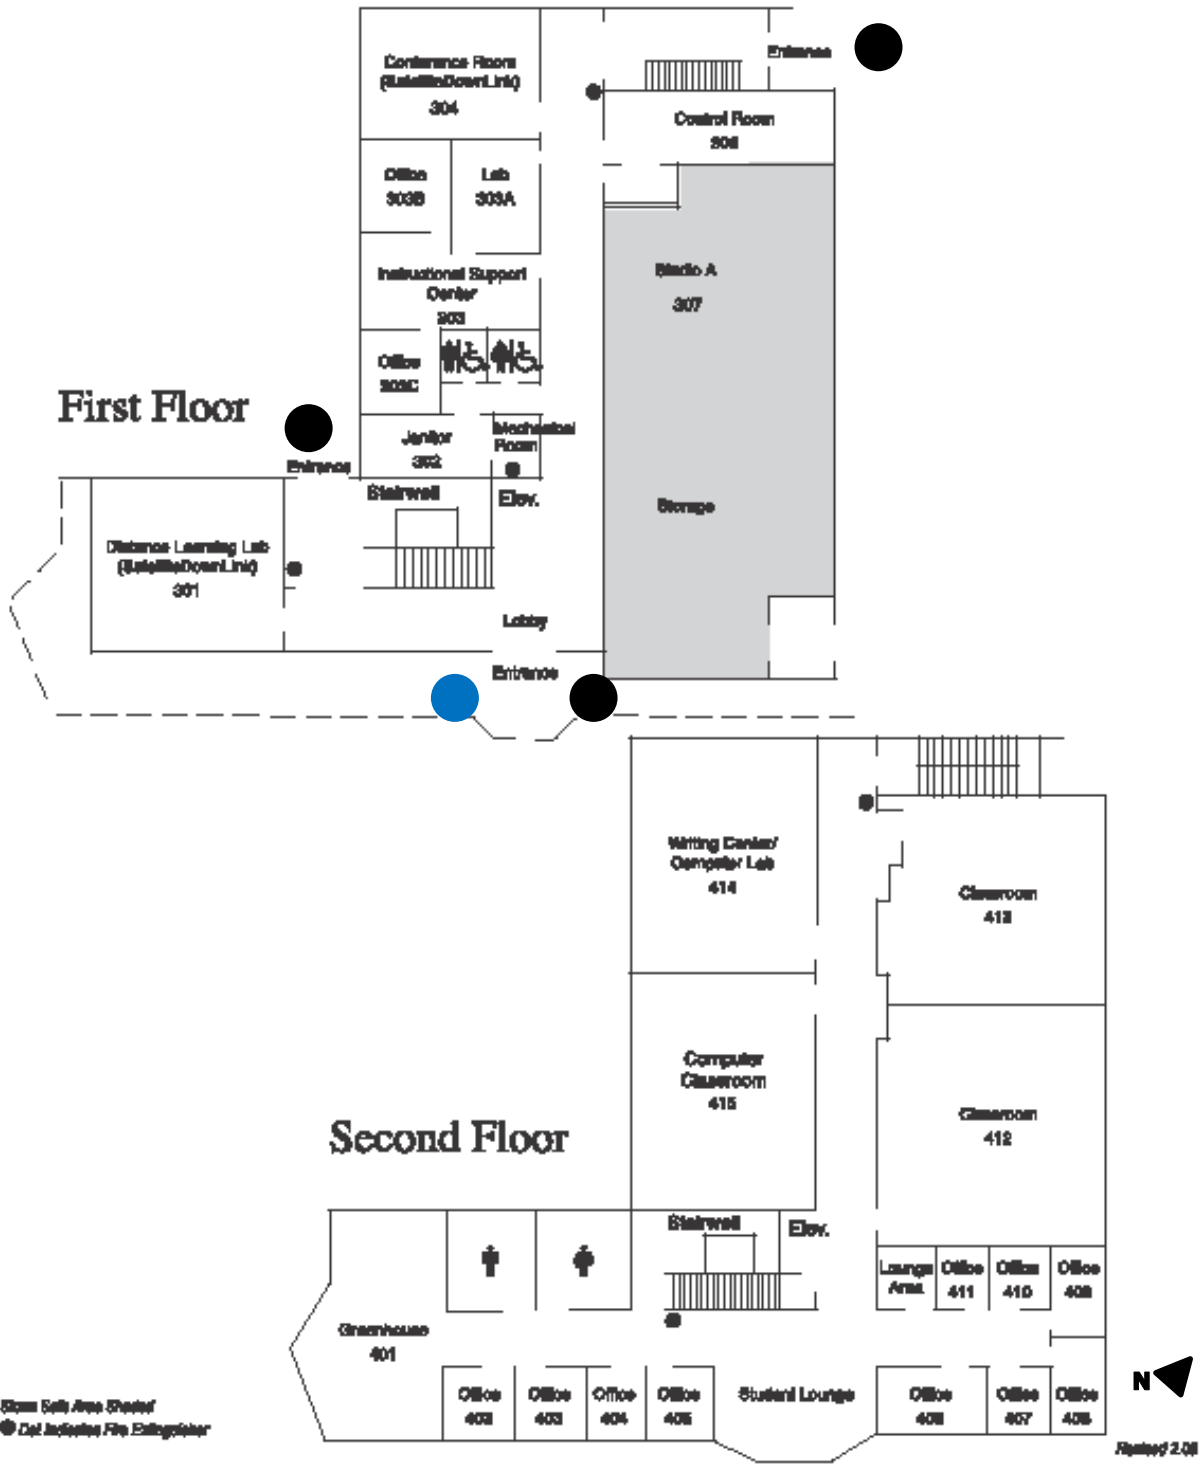 Entrance
Conference Room
(SatelliteDownLink)
304
Control Room
306
Office
303B
Lab
303A
Instructional Support
Center
303
Studio A
307
Office
303C
First Floor
Janitor
302
Mechanical
Room
Entrance
Stairwell
Elev.
Storage
Distance Learning Lab
(SatelliteDownLink)
301
Lobby
Entrance
Writing Center/
Computer Lab
414
Classroom
413
Computer
Classroom
415
Classroom
412
Second Floor
Stairwell
Elev.
Lounge
Area
Office
411
Office
410
Office
Greenhouse
401
Office
402
Office
403
Office
404
Office
405
Student Lounge
Office
Office
407
Office
N
Storm Safe Area Shaded
Dot Indicates Fire Extinguisher
Revised 2.08